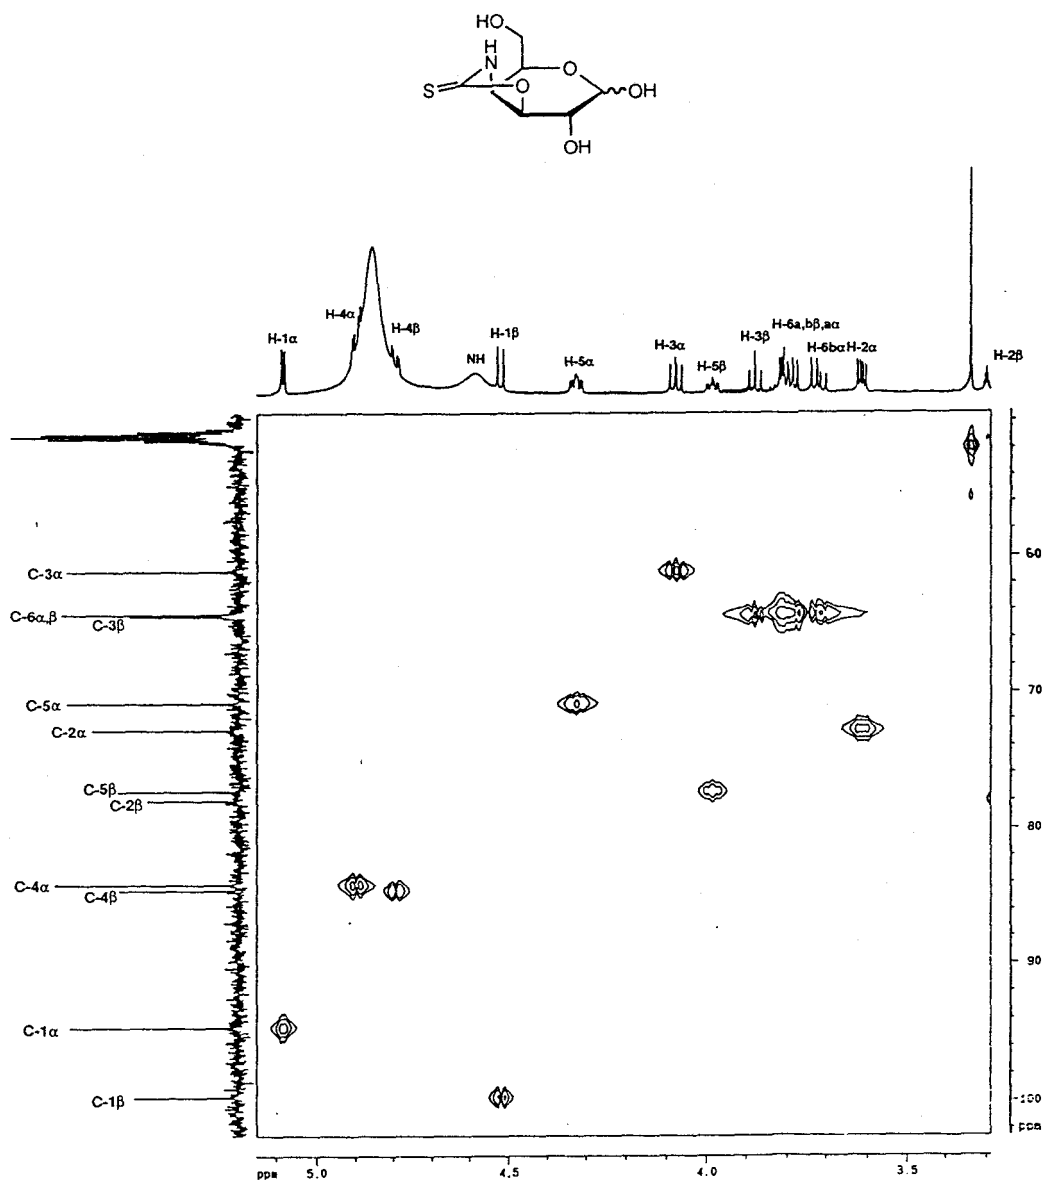 HO
H
N
O
S
O
OH
OH
H-1α
H-4α
H-4β
NH
H-1β
H-5α
H-3α
H-5β
H-3β
H-6a,bβ,aα
H-6bα
H-2α
H-2β
C-3α
C-6α,β
C-3β
C-5α
C-2α
C-5β
C-2β
C-4α
C-4β
C-1α
C-1β
60
70
80
90
100
ppm
ppm 5.0 4.5 4.0 3.5